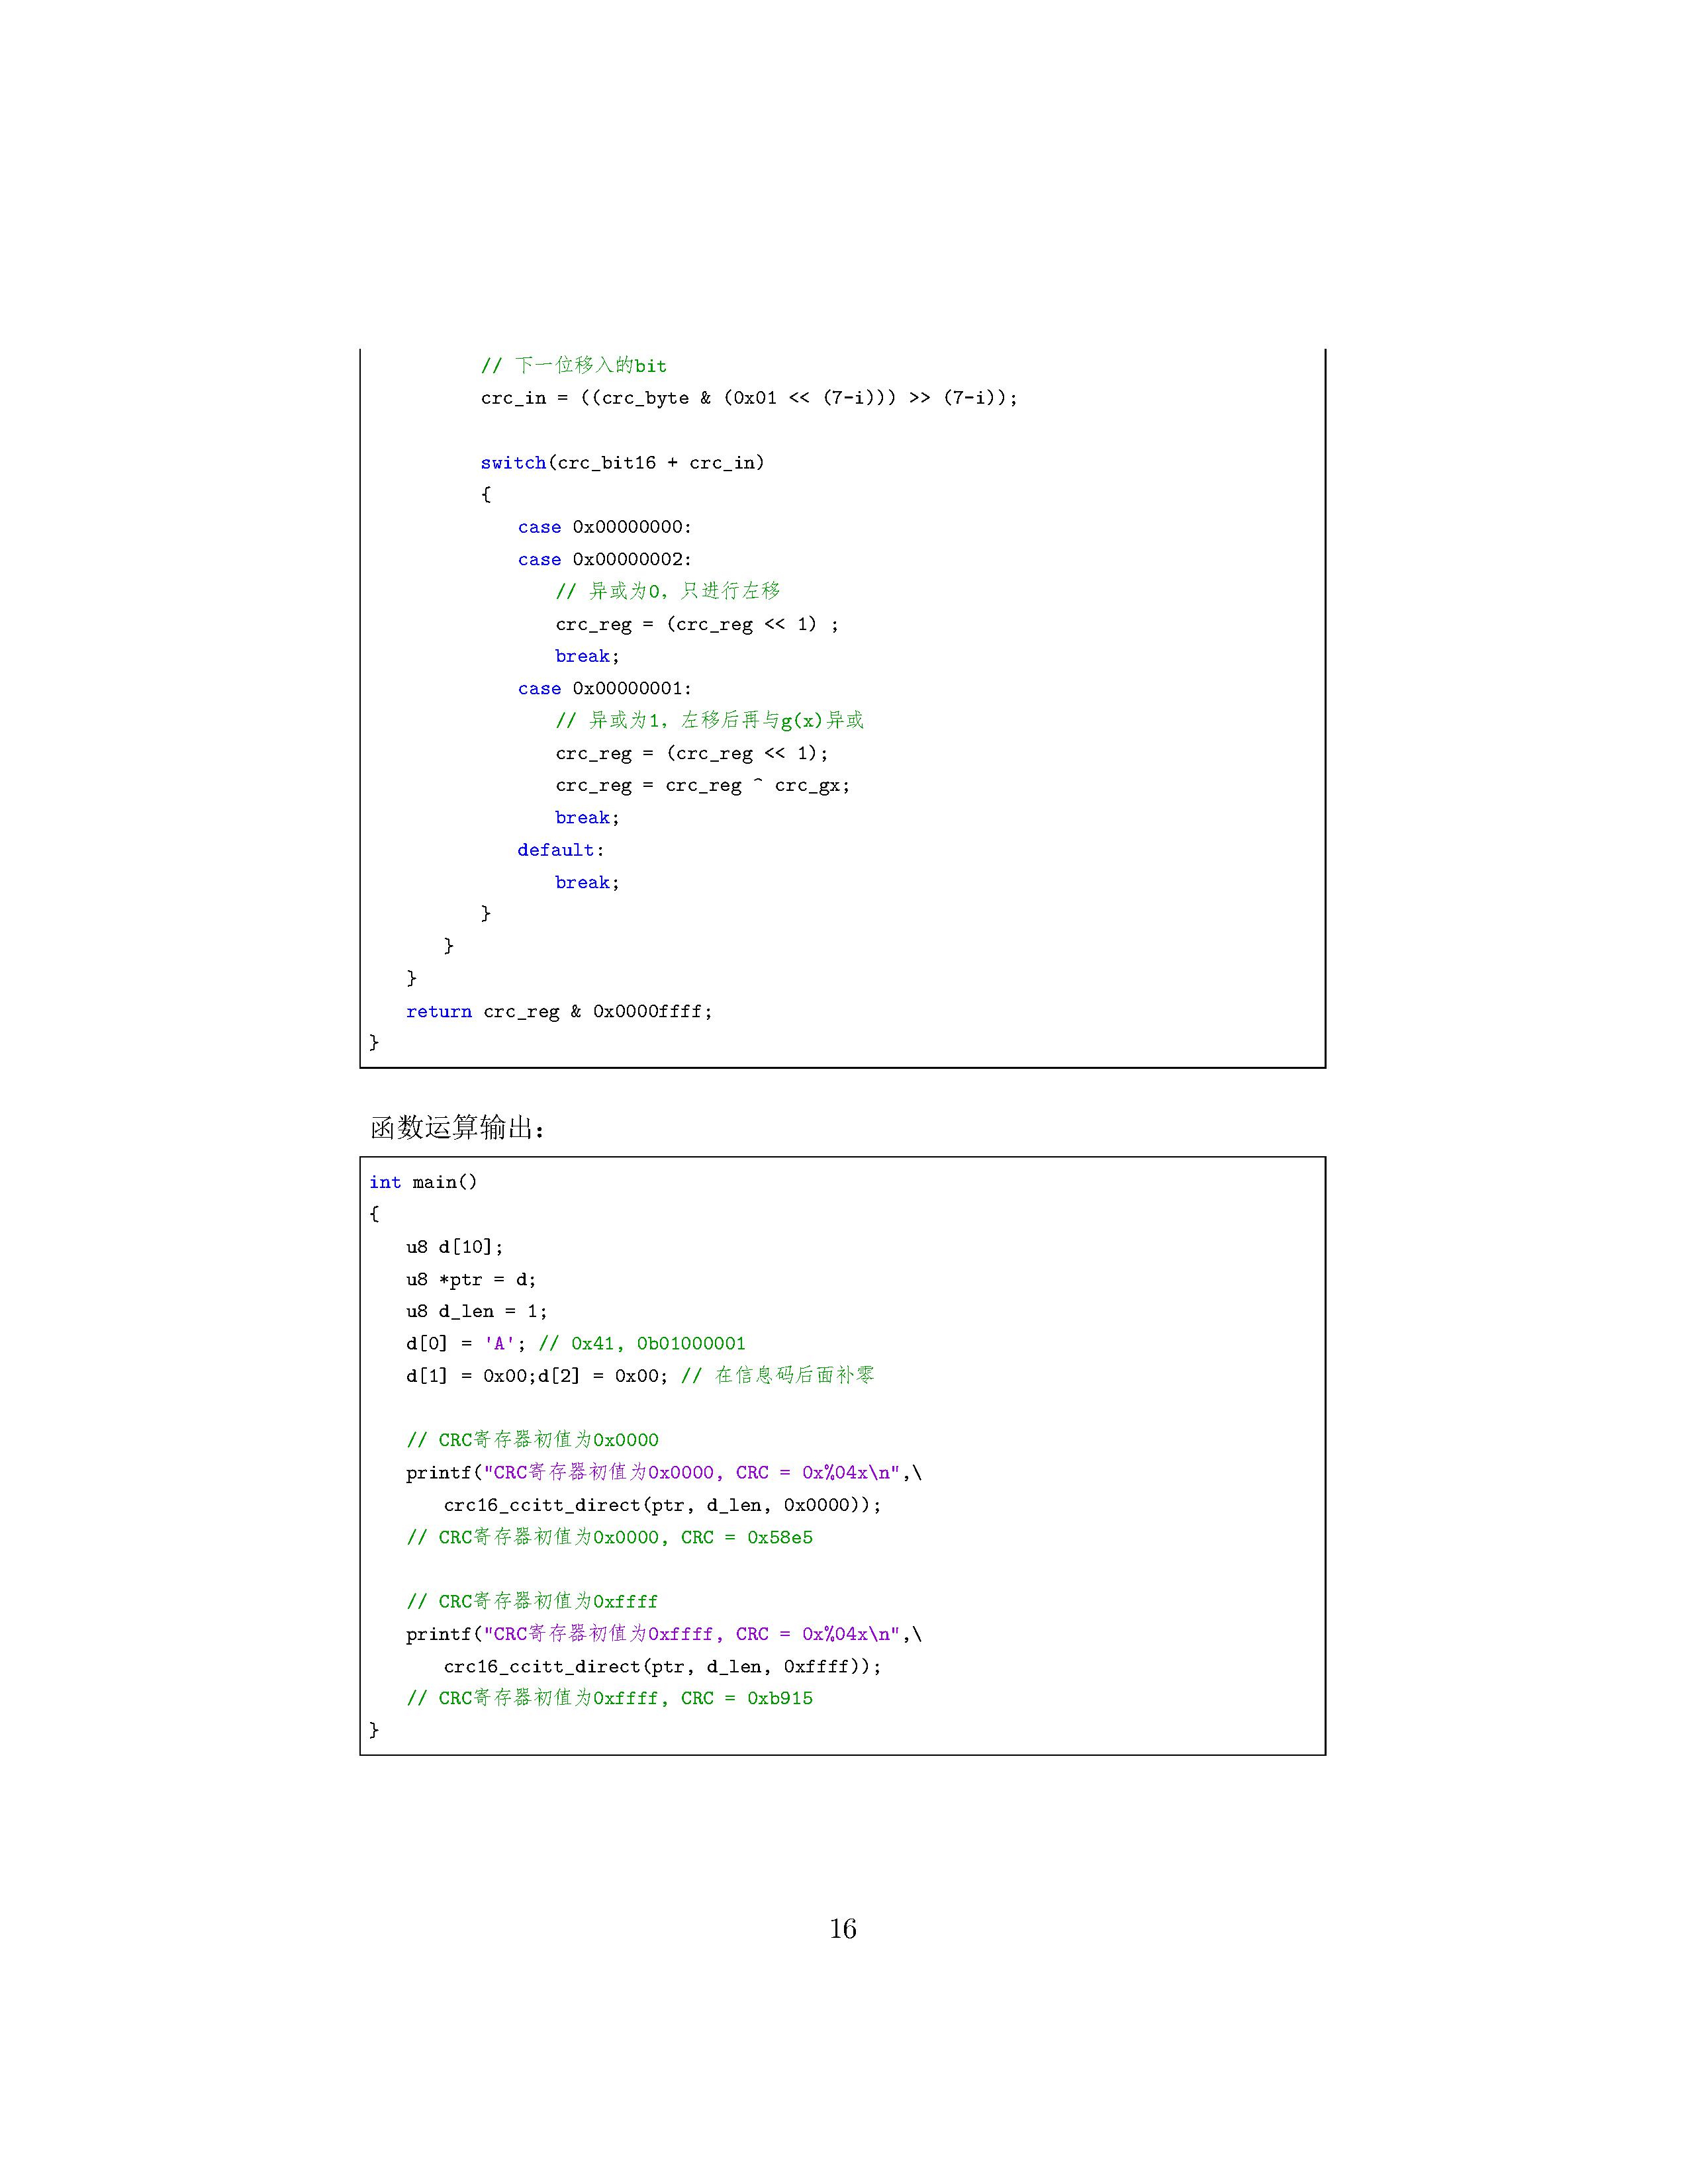 // 下一位移入的bit
crc_in = ((crc_byte & (0x01 << (7-i))) >> (7-i));
switch(crc_bit16 + crc_in)
{
case 0x00000000:
case 0x00000002:
// 异或为0，只进行左移
crc_reg = (crc_reg << 1) ;
break;
case 0x00000001:
// 异或为1，左移后再与g(x)异或
crc_reg = (crc_reg << 1);
crc_reg = crc_reg ^ crc_gx;
break;
default:
break;
}
}
}
return crc_reg & 0x0000ffff;
}
函数运算输出：
int main()
{
u8 d[10];
u8 *ptr = d;
u8 d_len = 1;
d[0] = 'A'; // 0x41, 0b01000001
d[1] = 0x00;d[2] = 0x00; // 在信息码后面补零
// CRC寄存器初值为0x0000
printf("CRC寄存器初值为0x0000, CRC = 0x%04x\n",\
crc16_ccitt_direct(ptr, d_len, 0x0000));
// CRC寄存器初值为0x0000, CRC = 0x58e5
// CRC寄存器初值为0xffff
printf("CRC寄存器初值为0xffff, CRC = 0x%04x\n",\
crc16_ccitt_direct(ptr, d_len, 0xffff));
// CRC寄存器初值为0xffff, CRC = 0xb915
}
16